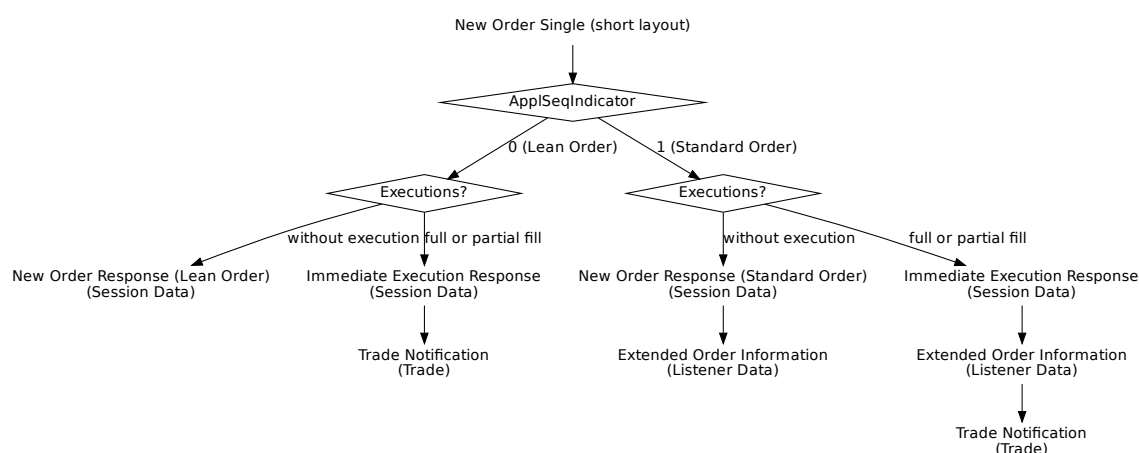 New Order Single (short layout)
ApplSeqIndicator
0 (Lean Order)
1 (Standard Order)
Executions?
Executions?
without execution
full or partial fill
without execution
full or partial fill
New Order Response (Lean Order)
(Session Data)
Immediate Execution Response
(Session Data)
New Order Response (Standard Order)
(Session Data)
Immediate Execution Response
(Session Data)
Trade Notification
(Trade)
Extended Order Information
(Listener Data)
Extended Order Information
(Listener Data)
Trade Notification
(Trade)